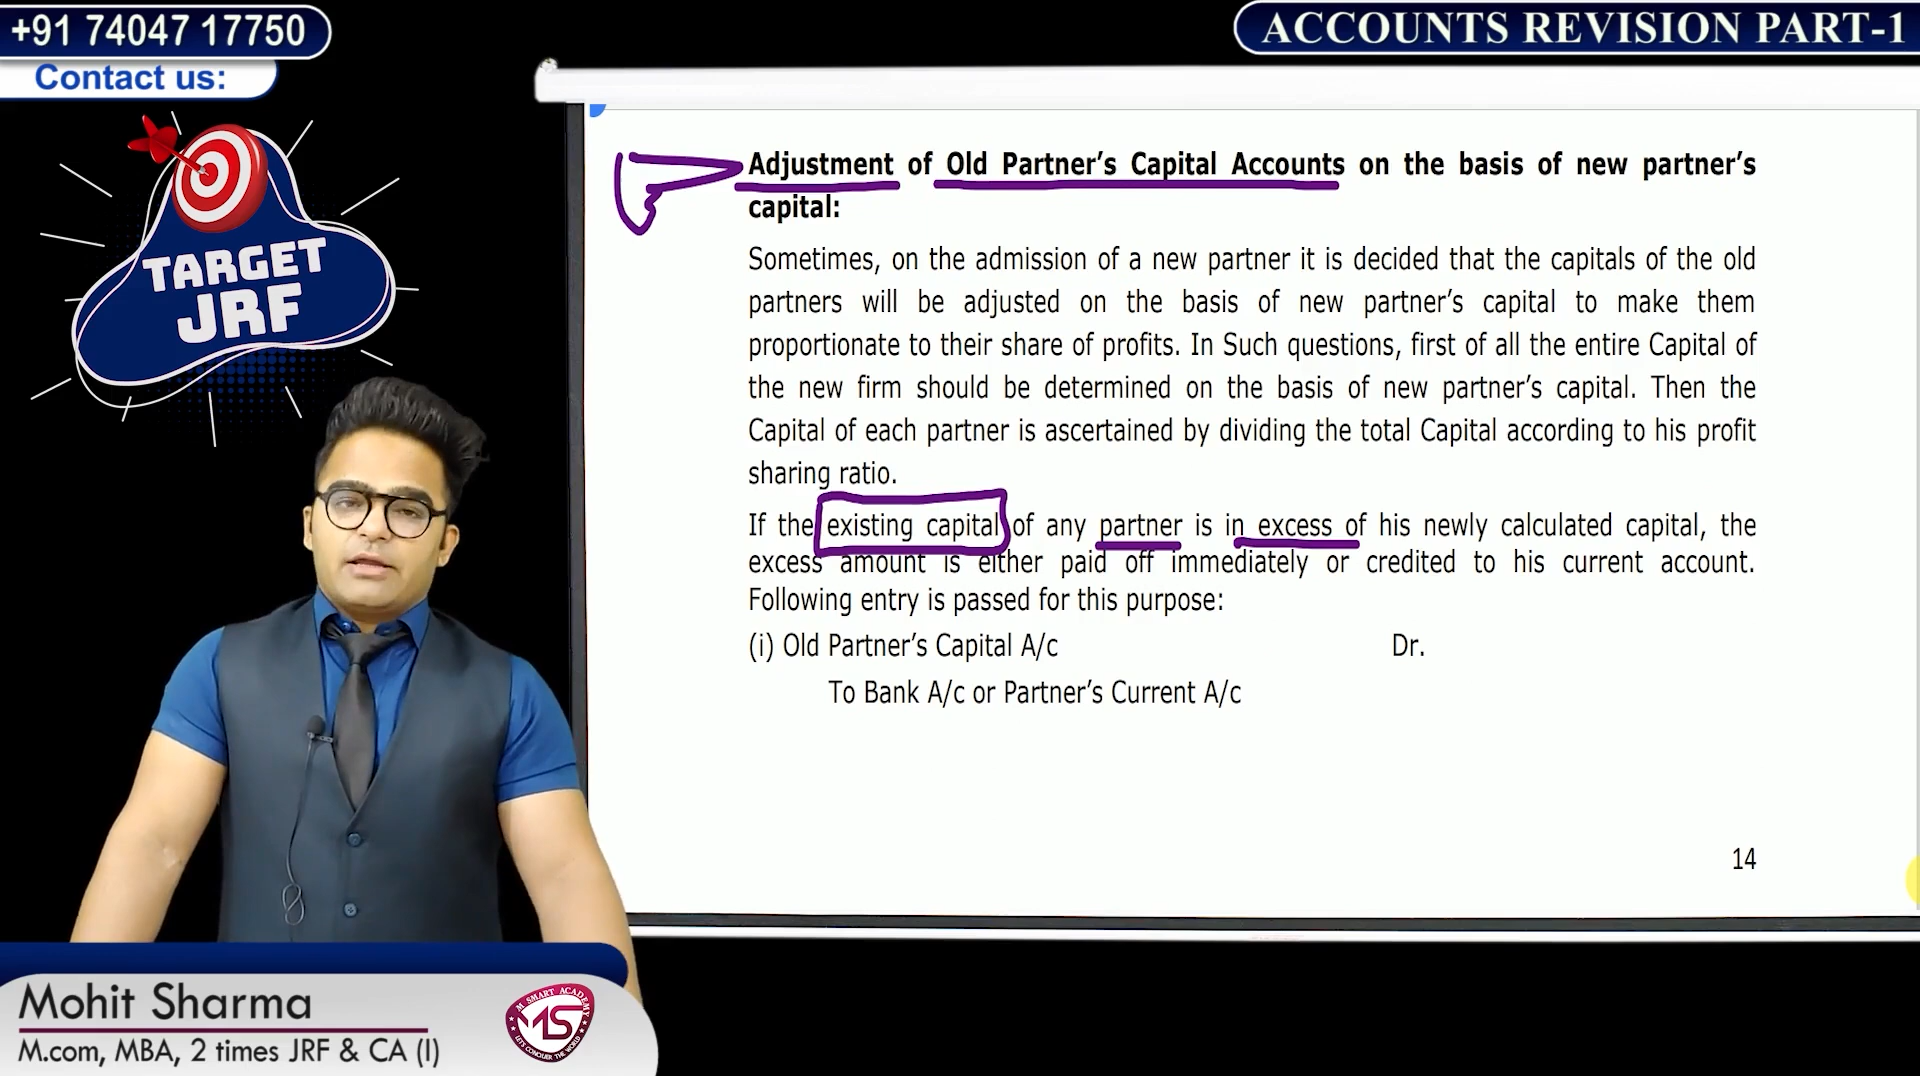 +91 74047 17750
Contact us:
ACCOUNTS REVISION PART-1
TARGET
JRF
Adjustment of Old Partner's Capital Accounts on the basis of new partner's
capital:
Sometimes, on the admission of a new partner it is decided that the capitals of the old
partners will be adjusted on the basis of new partner's capital to make them
proportionate to their share of profits. In Such questions, first of all the entire Capital of
the new firm should be determined on the basis of new partner's capital. Then the
Capital of each partner is ascertained by dividing the total Capital according to his profit
sharing ratio.
If the existing capital of any partner is in excess of his newly calculated capital, the
excess amount is either paid off immediately or credited to his current account.
Following entry is passed for this purpose:
(i) Old Partner's Capital A/c Dr.
To Bank A/c or Partner's Current A/c
14
Mohit Sharma
M.com, MBA, 2 times JRF & CA (I)
M SMART ACADEMY
MS
LETS CONQUER THE WORLD